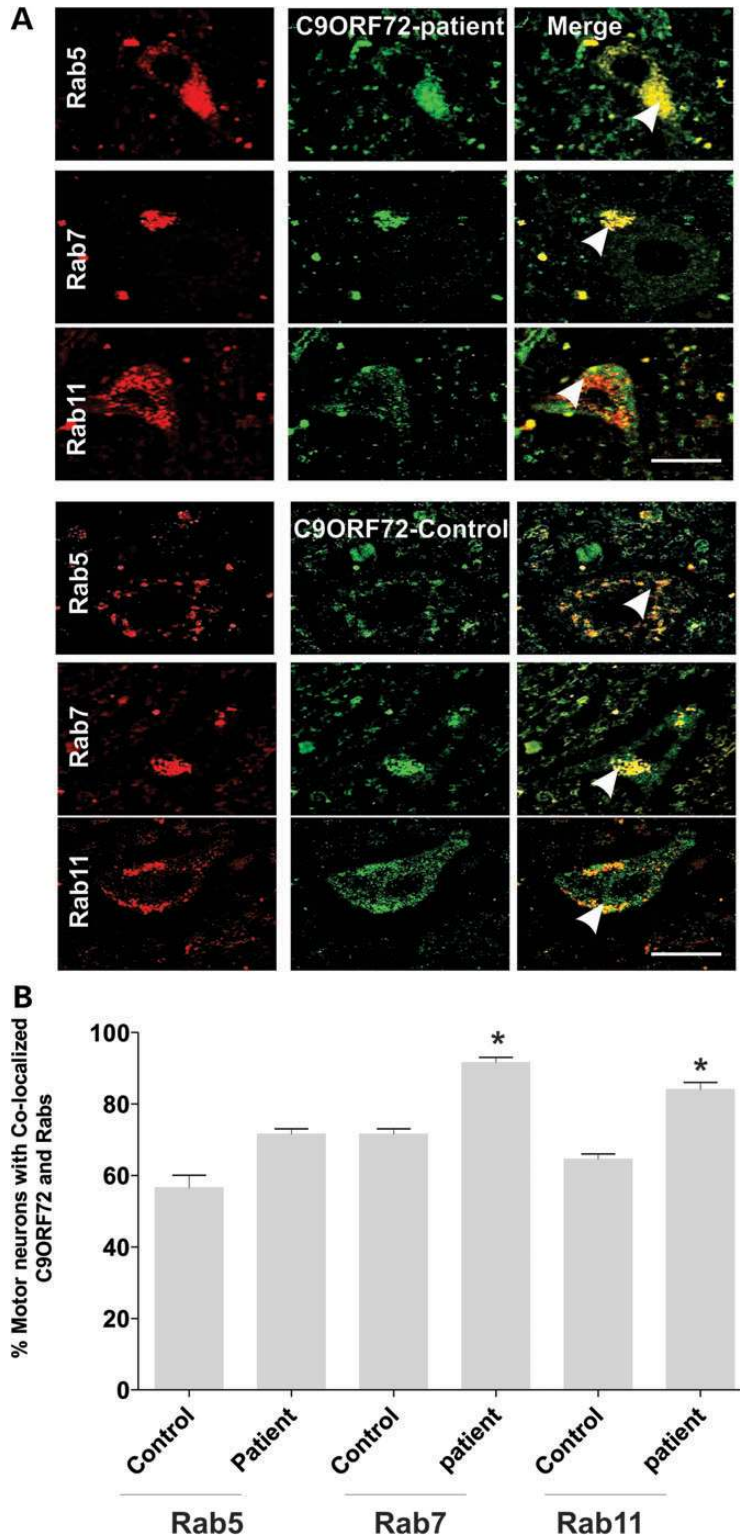 A
C9ORF72-patient
Merge
Rab5
Rab7
Rab11
C9ORF72-Control
Rab5
Rab7
Rab11
B
% Motor neurons with Co-localized
C9ORF72 and Rabs
100
80
60
40
20
0
*
*
Control
Patient
Control
patient
Control
patient
Rab5
Rab7
Rab11